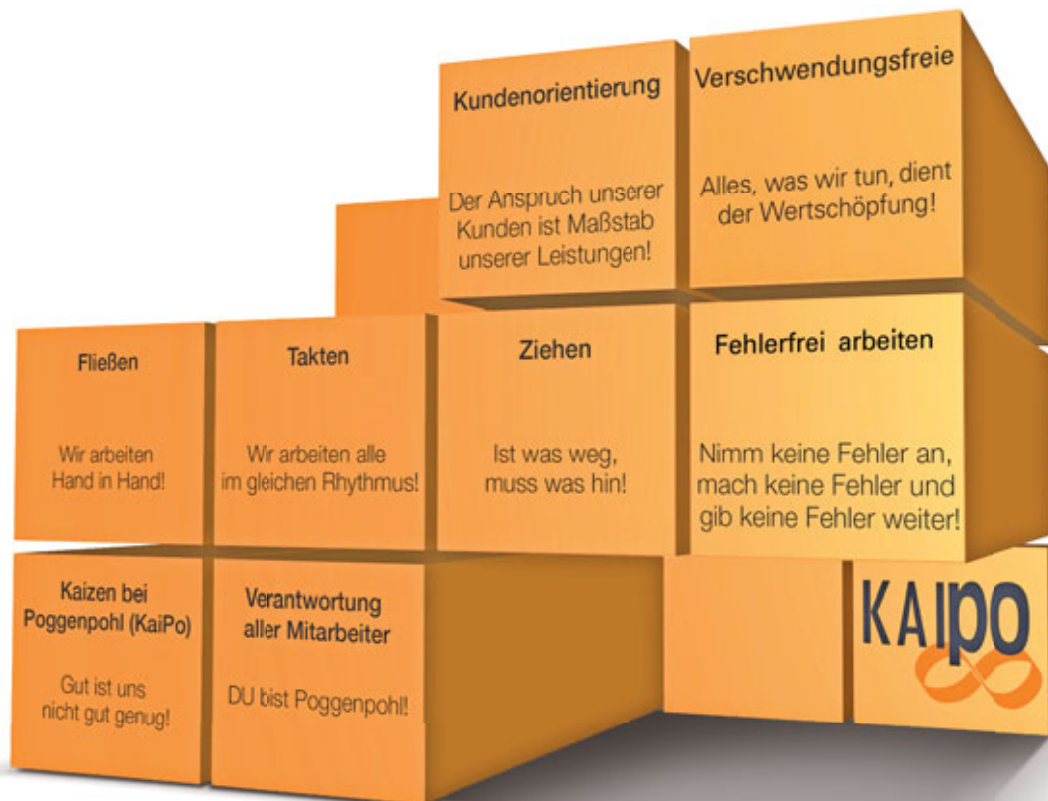 Kundenorientierung
Der Anspruch unserer
Kunden ist Maßstab
unserer Leistungen!
Verschwendungsfreie
Alles, was wir tun, dient
der Wertschöpfung!
Fließen
Wir arbeiten
Hand in Hand!
Takten
Wir arbeiten alle
im gleichen Rhythmus!
Ziehen
Ist was weg,
muss was hin!
Fehlerfrei arbeiten
Nimm keine Fehler an,
mach keine Fehler und
gib keine Fehler weiter!
Kaizen bei
Poggenpohl (KaiPo)
Gut ist uns
nicht gut genug!
Verantwortung
aller Mitarbeiter
DU bist Poggenpohl!
KAIpo